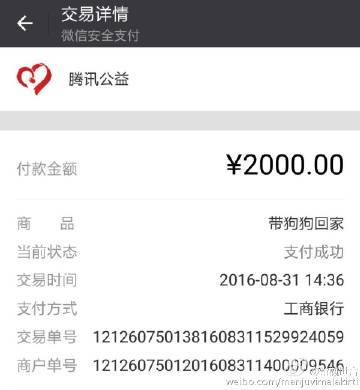 交易详情
微信安全支付
腾讯公益
付款金额 ¥2000.00
商品 带狗狗回家
当前状态 支付成功
交易时间 2016-08-31 14:36
支付方式 工商银行
交易单号 1212607501381608311529924059
商户单号 1212607501201608311400609546
weibo.com/manjuvimalakirti